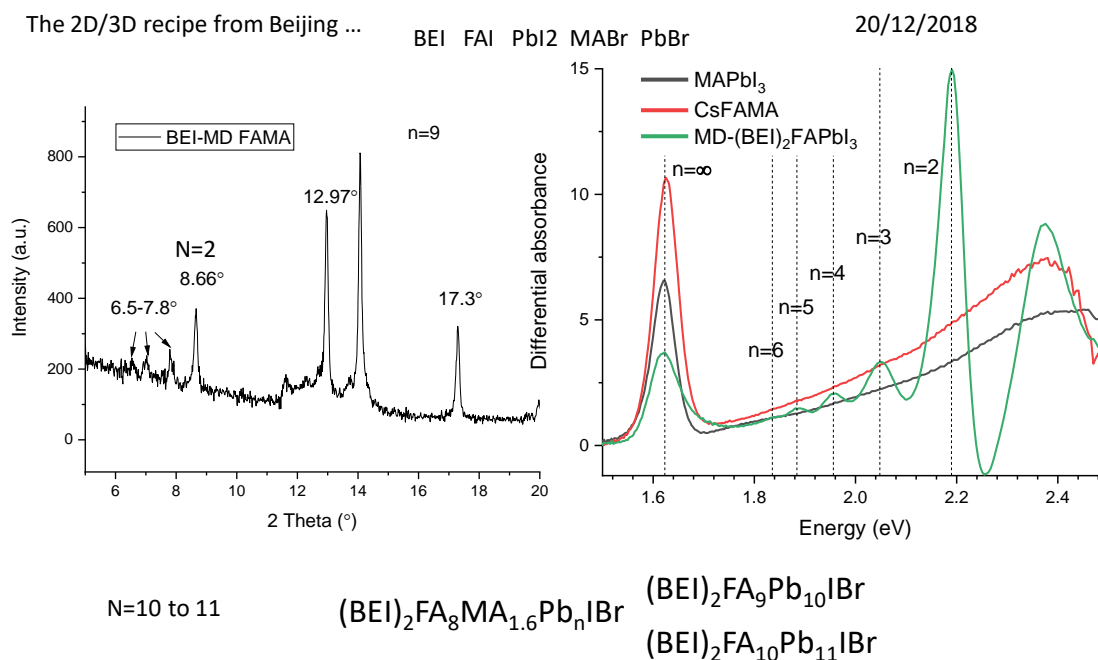 The 2D/3D recipe from Beijing ...
20/12/2018
BEI FAI PbI2 MABr PbBr
BEI-MD FAMA
n=9
12.97°
N=2
8.66°
6.5-7.8°
17.3°
Intensity (a.u.)
800
600
400
200
0
6 8 10 12 14 16 18 20
2 Theta (°)
MAPbI₃
CsFAMA
MD-(BEI)₂FAPbI₃
n=∞
n=2
n=3
n=4
n=5
n=6
Differential absorbance
15
10
5
0
1.6 1.8 2.0 2.2 2.4
Energy (eV)
N=10 to 11
(BEI)₂FA₈MA₁.₆PbₙIBr
(BEI)₂FA₉Pb₁₀IBr
(BEI)₂FA₁₀Pb₁₁IBr